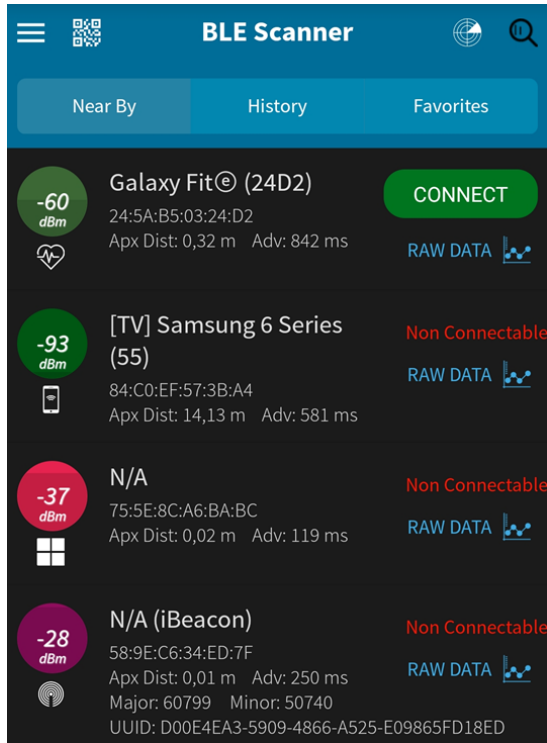 BLE Scanner
Near By
History
Favorites
-60
dBm
Galaxy Fitⓔ (24D2)
24:5A:B5:03:24:D2
Apx Dist: 0,32 m Adv: 842 ms
CONNECT
RAW DATA
-93
dBm
[TV] Samsung 6 Series
(55)
84:C0:EF:57:3B:A4
Apx Dist: 14,13 m Adv: 581 ms
Non Connectable
RAW DATA
-37
dBm
N/A
75:5E:8C:A6:BA:BC
Apx Dist: 0,02 m Adv: 119 ms
Non Connectable
RAW DATA
-28
dBm
N/A (iBeacon)
58:9E:C6:34:ED:7F
Apx Dist: 0,01 m Adv: 250 ms
Major: 60799 Minor: 50740
UUID: D00E4EA3-5909-4866-A525-E09865FD18ED
Non Connectable
RAW DATA